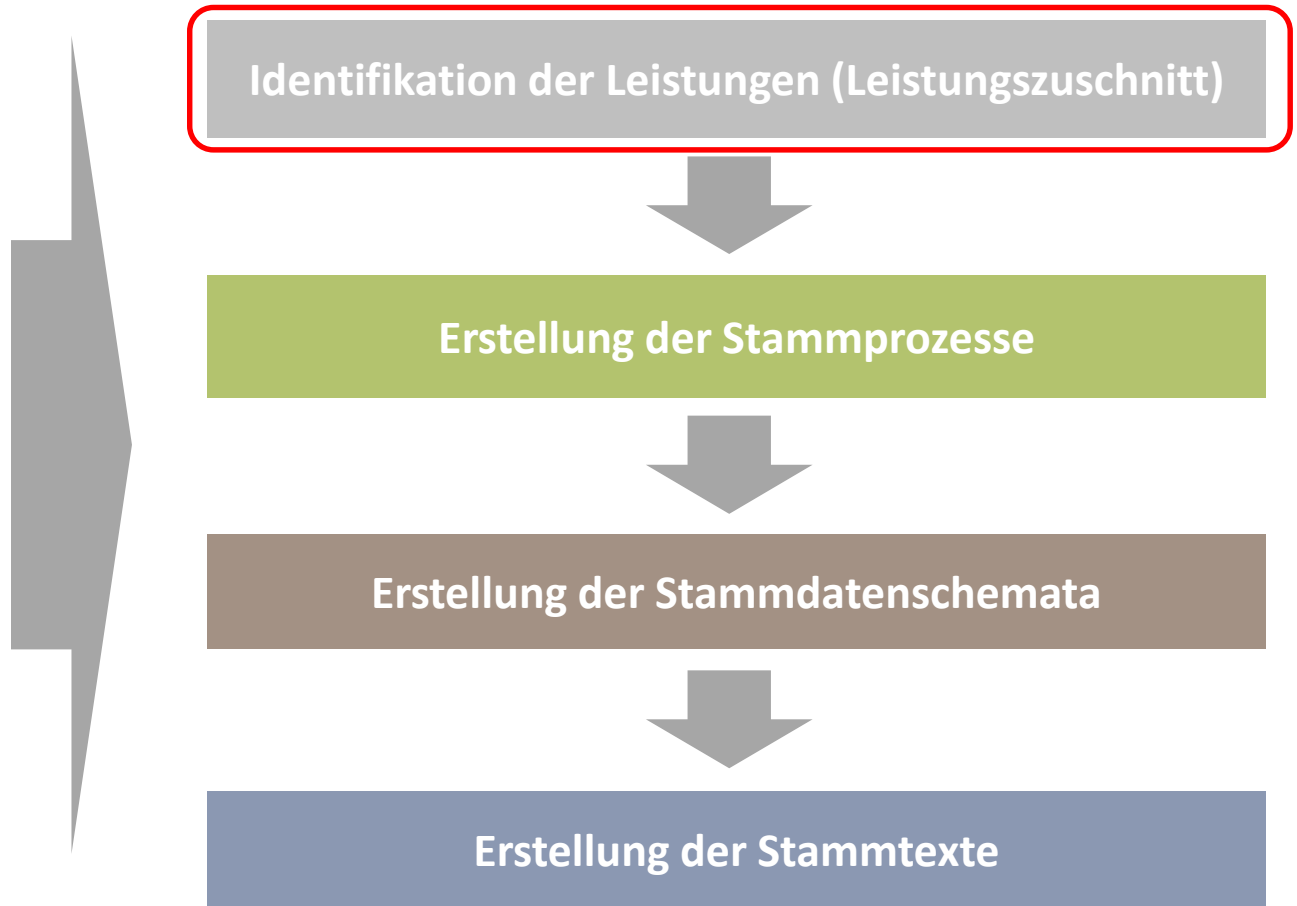 Identifikation der Leistungen (Leistungszuschnitt)
Erstellung der Stammprozesse
Erstellung der Stammdatenschemata
Erstellung der Stammtexte